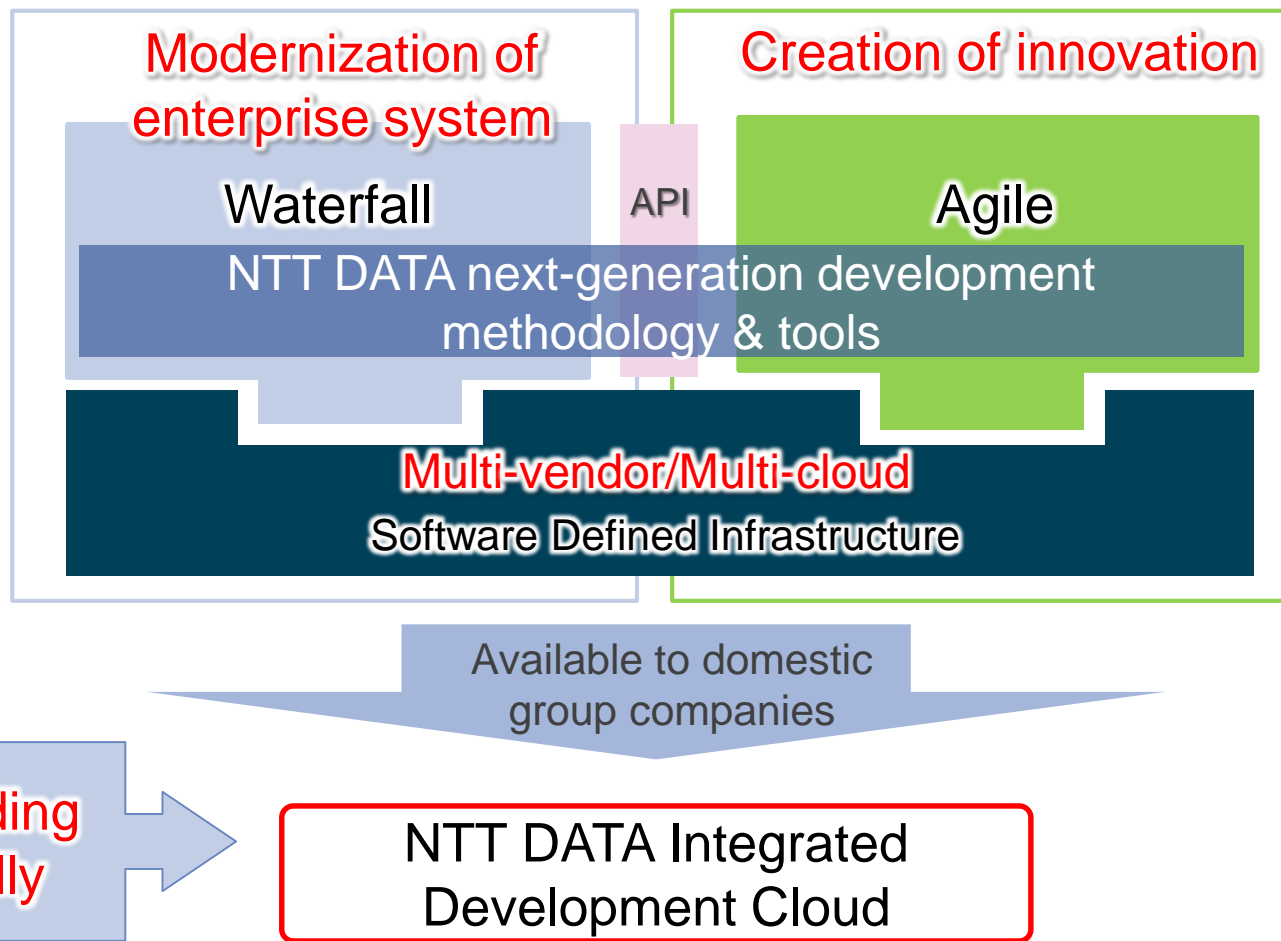 Modernization of
enterprise system
Creation of innovation
Waterfall
API
Agile
NTT DATA next-generation development
methodology & tools
Multi-vendor/Multi-cloud
Software Defined Infrastructure
Available to domestic
group companies
NTT DATA Integrated
Development Cloud